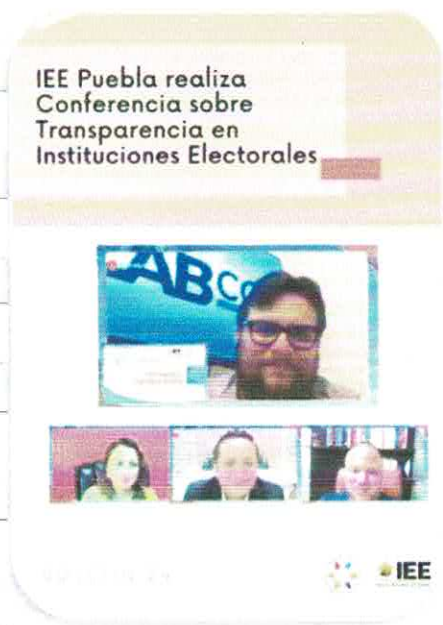 IEE Puebla realiza
Conferencia sobre
Transparencia en
Instituciones Electorales
ABC
IEE